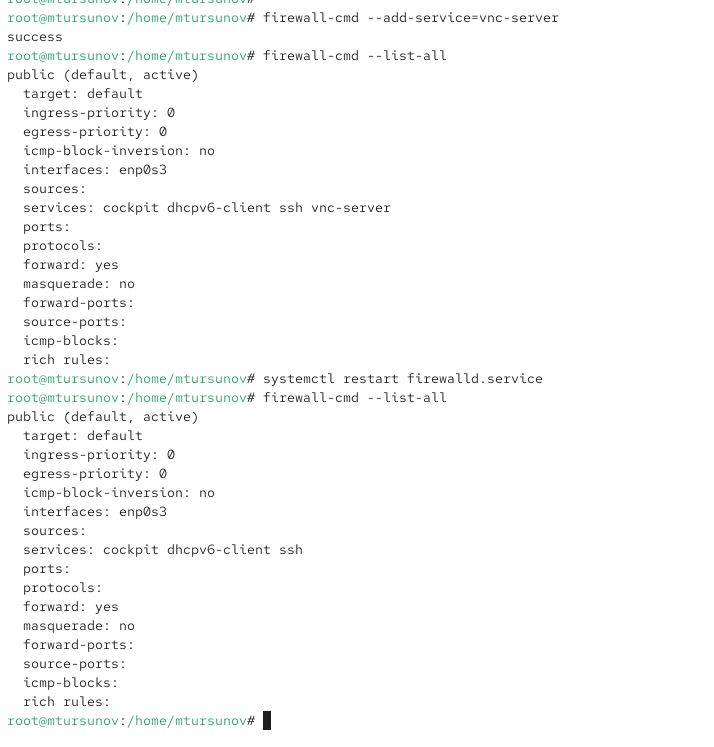 root@mtursunov:/home/mtursunov#
root@mtursunov:/home/mtursunov# firewall-cmd --add-service=vnc-server
success
root@mtursunov:/home/mtursunov# firewall-cmd --list-all
public (default, active)
  target: default
  ingress-priority: 0
  egress-priority: 0
  icmp-block-inversion: no
  interfaces: enp0s3
  sources:
  services: cockpit dhcpv6-client ssh vnc-server
  ports:
  protocols:
  forward: yes
  masquerade: no
  forward-ports:
  source-ports:
  icmp-blocks:
  rich rules:
root@mtursunov:/home/mtursunov# systemctl restart firewalld.service
root@mtursunov:/home/mtursunov# firewall-cmd --list-all
public (default, active)
  target: default
  ingress-priority: 0
  egress-priority: 0
  icmp-block-inversion: no
  interfaces: enp0s3
  sources:
  services: cockpit dhcpv6-client ssh
  ports:
  protocols:
  forward: yes
  masquerade: no
  forward-ports:
  source-ports:
  icmp-blocks:
  rich rules:
root@mtursunov:/home/mtursunov#